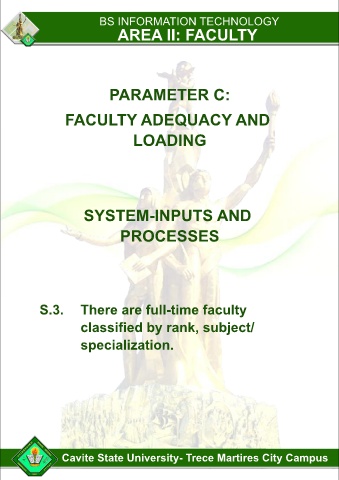 BS INFORMATION TECHNOLOGY
AREA II: FACULTY
PARAMETER C:
FACULTY ADEQUACY AND
LOADING
SYSTEM-INPUTS AND
PROCESSES
S.3. There are full-time faculty
classified by rank, subject/
specialization.
Cavite State University- Trece Martires City Campus